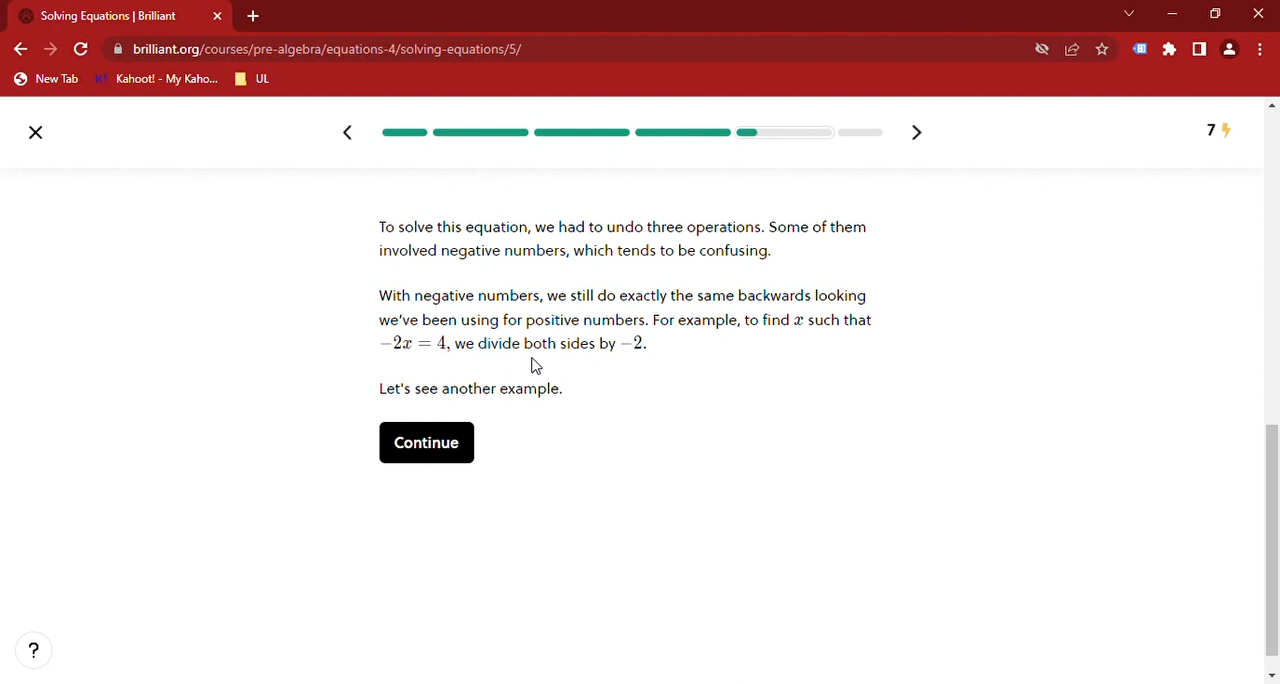 Solving Equations | Brilliant
brilliant.org/courses/pre-algebra/equations-4/solving-equations/5/
New Tab
K! Kahoot! - My Kaho...
UL
7
To solve this equation, we had to undo three operations. Some of them
involved negative numbers, which tends to be confusing.
With negative numbers, we still do exactly the same backwards looking
we've been using for positive numbers. For example, to find x such that
−2x = 4, we divide both sides by −2.
Let's see another example.
Continue
?